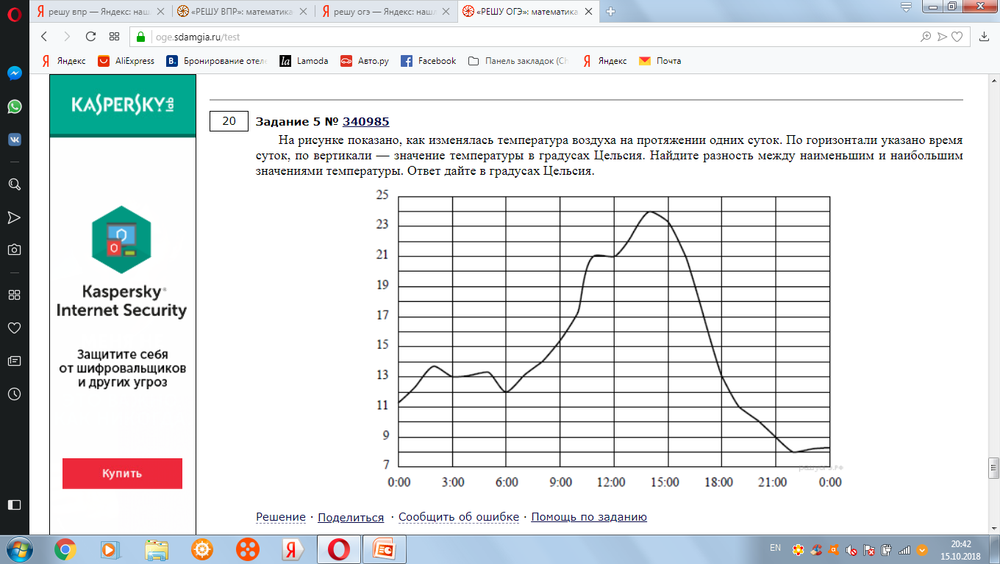 решу впр — Яндекс: наш
«РЕШУ ВПР»: математика
решу огэ — Яндекс: нашл
«РЕШУ ОГЭ»: математика
oge.sdamgia.ru/test
Яндекс
AliExpress
B.
Бронирование отеле
la
Lamoda
Авто.ру
Facebook
Панель закладок (Ch
Яндекс
Почта
KASPERSKY lab
Kaspersky®
Internet Security
Защитите себя
от шифровальщиков
и других угроз
Купить
20
Задание 5 № 340985
На рисунке показано, как изменялась температура воздуха на протяжении одних суток. По горизонтали указано время
суток, по вертикали — значение температуры в градусах Цельсия. Найдите разность между наименьшим и наибольшим
значениями температуры. Ответ дайте в градусах Цельсия.
25
23
21
19
17
15
13
11
9
7
решуогэ.рф
0:00 3:00 6:00 9:00 12:00 15:00 18:00 21:00 0:00
Решение · Поделиться · Сообщить об ошибке · Помощь по заданию
EN
20:42
15.10.2018